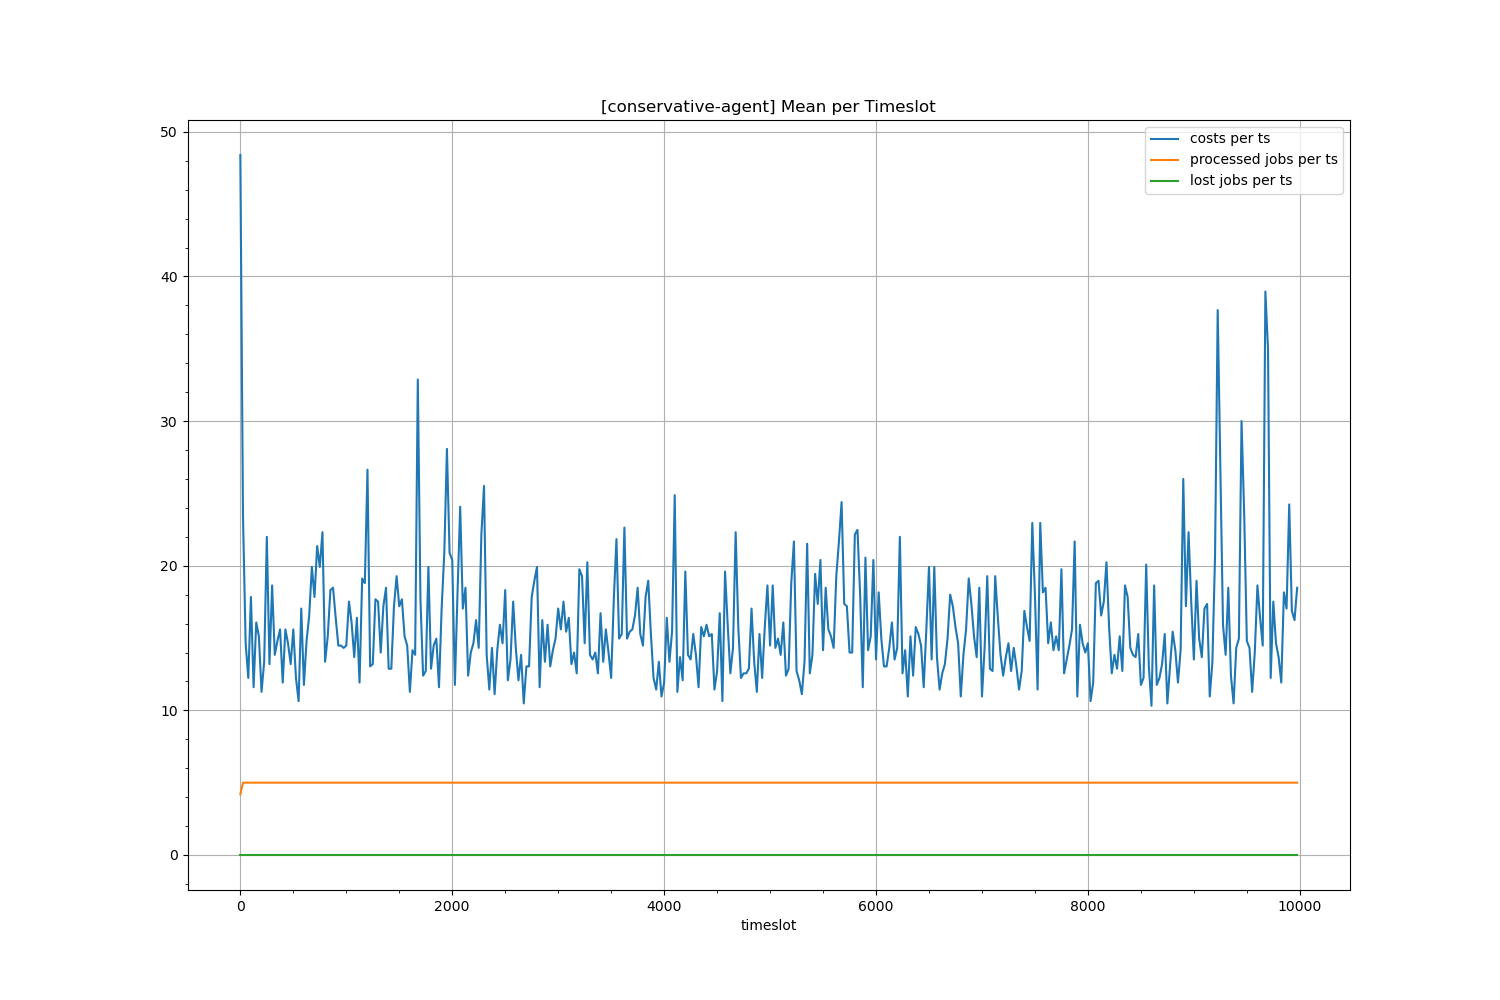 [conservative-agent] Mean per Timeslot
costs per ts
processed jobs per ts
lost jobs per ts
50
40
30
20
10
0
0 2000 4000 6000 8000 10000
timeslot